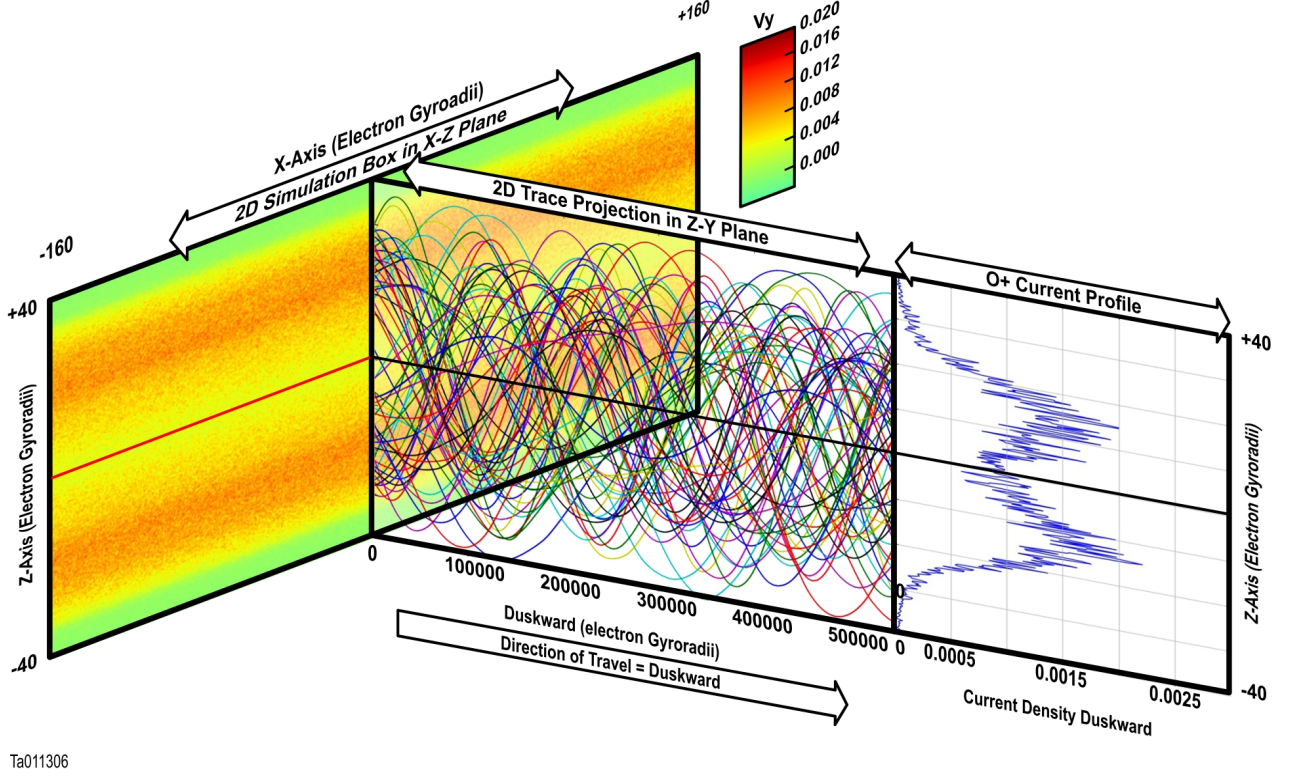 +160
Vy
0.020
0.016
0.012
0.008
0.004
0.000
X-Axis (Electron Gyroadii)
2D Simulation Box in X-Z Plane
-160
+40
Z-Axis (Electron Gyroradii)
-40
2D Trace Projection in Z-Y Plane
O+ Current Profile
+40
Z-Axis (Electron Gyroradii)
-40
0
100000
200000
300000
400000
500000
0
0
0.0005
0.0015
0.0025
Duskward (electron Gyroradii)
Direction of Travel = Duskward
Current Density Duskward
Ta011306